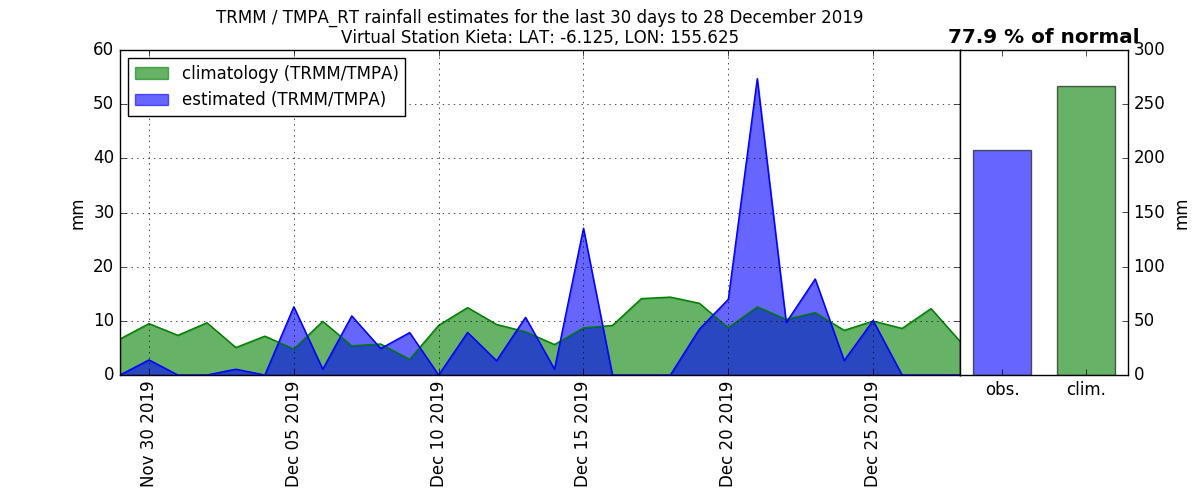 TRMM / TMPA_RT rainfall estimates for the last 30 days to 28 December 2019
Virtual Station Kieta: LAT: -6.125, LON: 155.625
77.9 % of normal
climatology (TRMM/TMPA)
estimated (TRMM/TMPA)
60
50
40
30
20
10
0
mm
Nov 30 2019
Dec 05 2019
Dec 10 2019
Dec 15 2019
Dec 20 2019
Dec 25 2019
300
250
200
150
100
50
0
mm
obs.
clim.